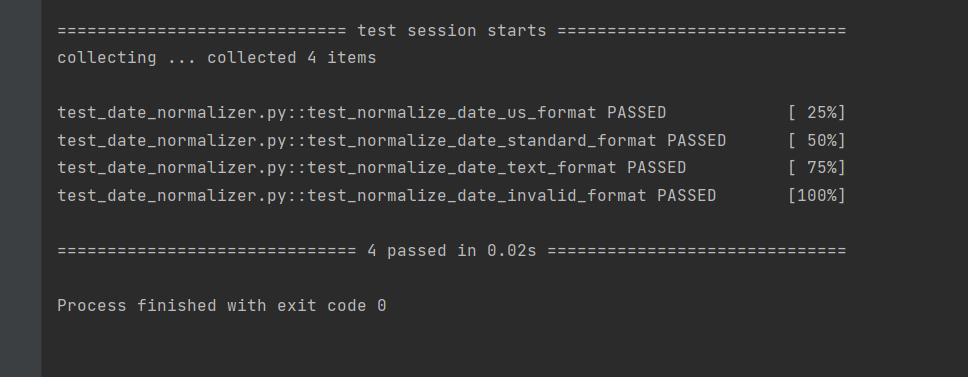 ============================= test session starts =============================
collecting ... collected 4 items
test_date_normalizer.py::test_normalize_date_us_format PASSED            [ 25%]
test_date_normalizer.py::test_normalize_date_standard_format PASSED      [ 50%]
test_date_normalizer.py::test_normalize_date_text_format PASSED          [ 75%]
test_date_normalizer.py::test_normalize_date_invalid_format PASSED       [100%]
============================== 4 passed in 0.02s ==============================
Process finished with exit code 0